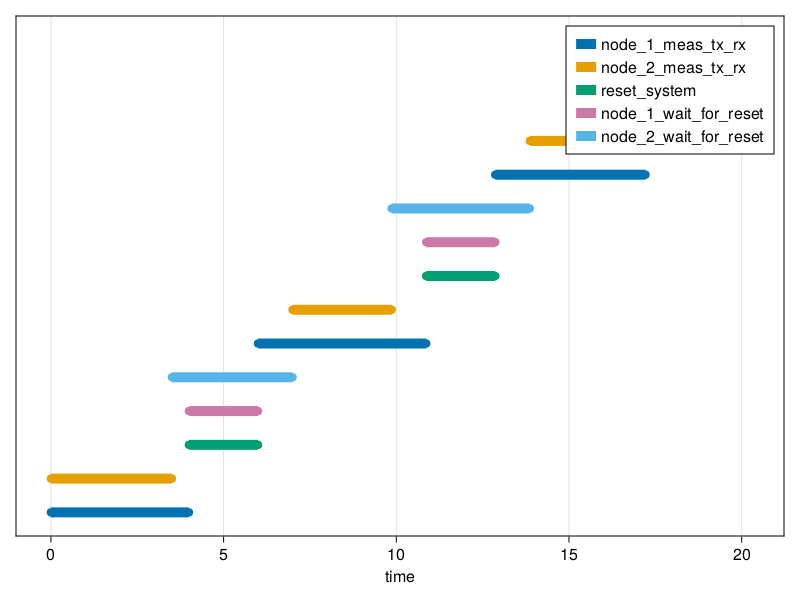 node_1_meas_tx_rx
node_2_meas_tx_rx
reset_system
node_1_wait_for_reset
node_2_wait_for_reset
0 5 10 15 20
time